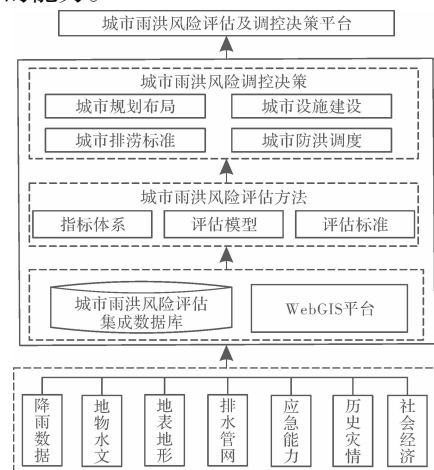 的能力。
城市雨洪风险评估及调控决策平台
城市雨洪风险调控决策
城市规划布局 城市设施建设
城市排涝标准 城市防洪调度
城市雨洪风险评估方法
指标体系 评估模型 评估标准
城市雨洪风险评估
集成数据库
WebGIS平台
降雨数据
地物水文
地表地形
排水管网
应急能力
历史灾情
社会经济